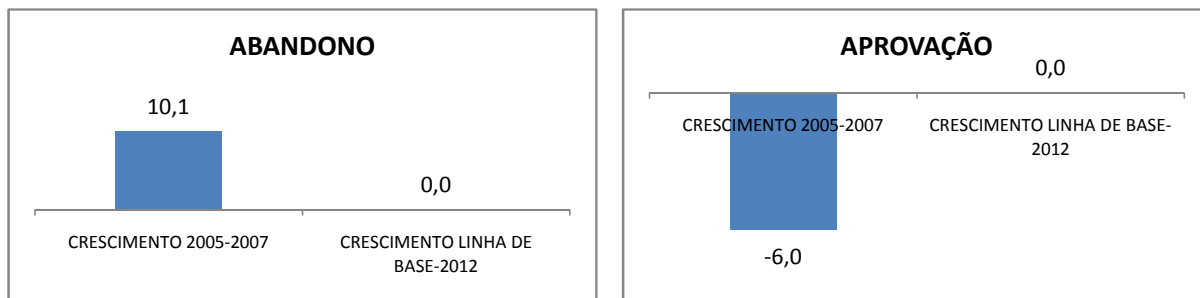 ABANDONO
10,1
0,0
CRESCIMENTO 2005-2007
CRESCIMENTO LINHA DE
BASE-2012
APROVAÇÃO
0,0
CRESCIMENTO 2005-2007
CRESCIMENTO LINHA DE BASE-
2012
-6,0